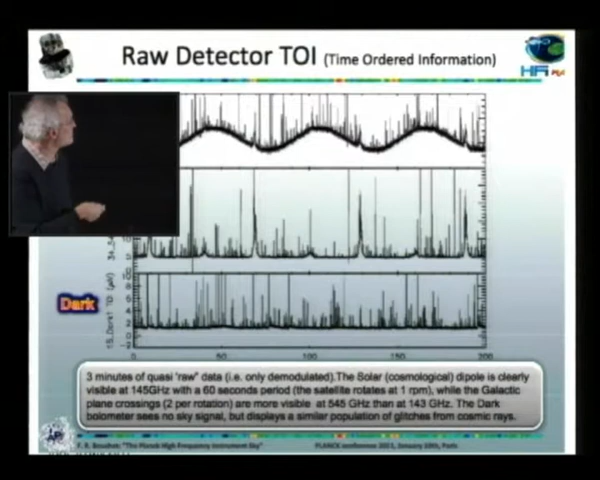 Raw Detector TOI (Time Ordered Information)
HFI
Dark
0 50 100 150 200
3 minutes of quasi "raw" data (i.e. only demodulated).The Solar (cosmological) dipole is clearly
visible at 145GHz with a 60 seconds period (the satellite rotates at 1 rpm), while the Galactic
plane crossings (2 per rotation) are more visible at 545 GHz than at 143 GHz. The Dark
bolometer sees no sky signal, but displays a similar population of glitches from cosmic rays.
F. R. Bouchet: "The Planck High Frequency Instrument Sky" PLANCK conference 2011, January 10th, Paris